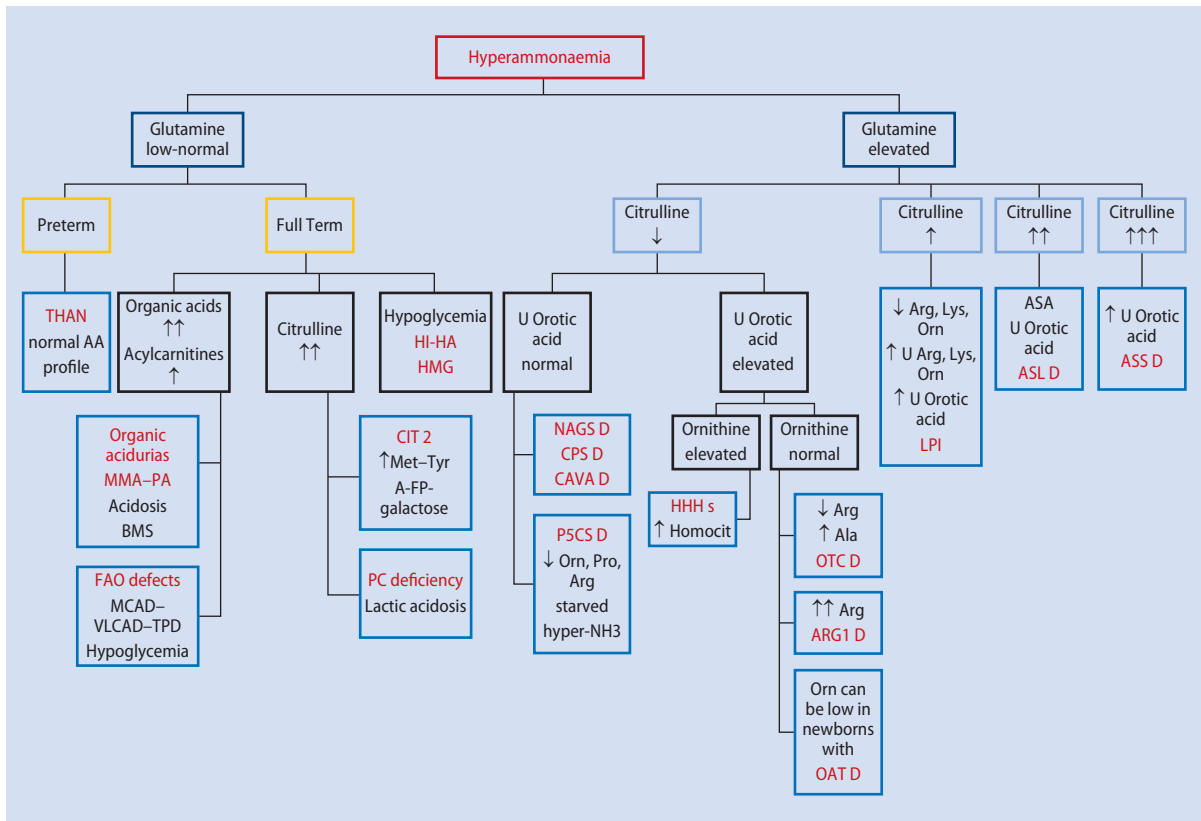 Hyperammonaemia
Glutamine
low-normal
Glutamine
elevated
Preterm
Full Term
Citrulline
↓
Citrulline
↑
Citrulline
↑↑
Citrulline
↑↑↑
THAN
normal AA
profile
Organic acids
↑↑
Acylcarnitines
↑
Citrulline
↑↑
Hypoglycemia
HI-HA
HMG
U Orotic
acid
normal
U Orotic
acid
elevated
↓ Arg, Lys,
Orn
↑ U Arg, Lys,
Orn
↑ U Orotic
acid
LPI
ASA
U Orotic
acid
ASL D
↑ U Orotic
acid
ASS D
Organic
acidurias
MMA–PA
Acidosis
BMS
FAO defects
MCAD–
VLCAD–TPD
Hypoglycemia
CIT 2
↑Met–Tyr
A-FP-
galactose
PC deficiency
Lactic acidosis
NAGS D
CPS D
CAVA D
P5CS D
↓ Orn, Pro,
Arg
starved
hyper-NH3
Ornithine
elevated
Ornithine
normal
HHH s
↑ Homocit
↓ Arg
↑ Ala
OTC D
↑↑ Arg
ARG1 D
Orn can
be low in
newborns
with
OAT D